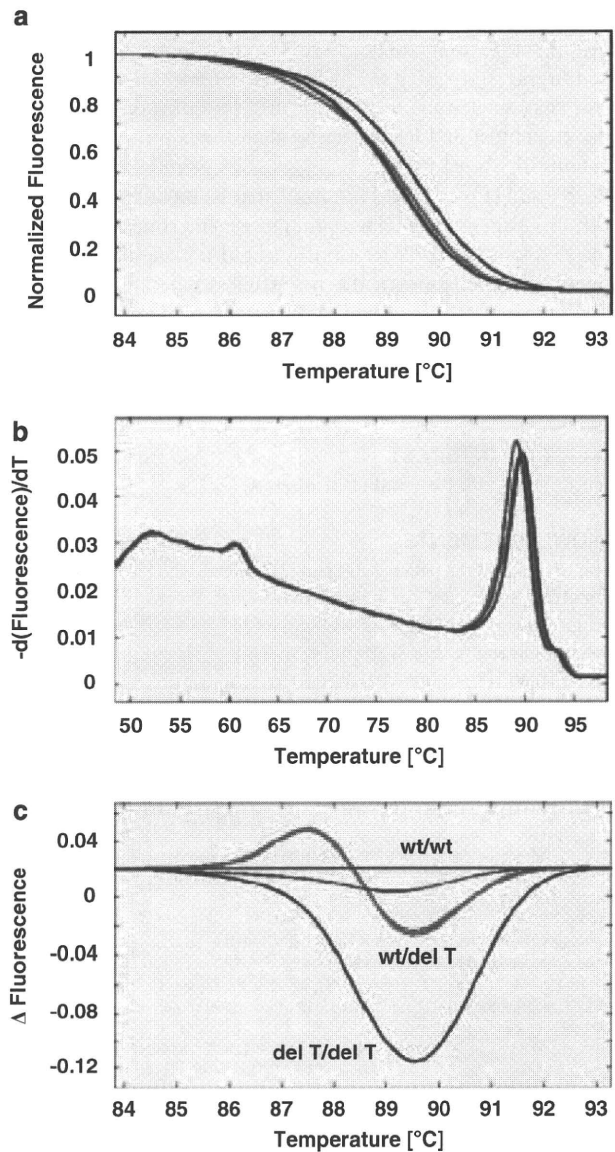 a
Normalized Fluorescence
1
0.8
0.6
0.4
0.2
0
84 85 86 87 88 89 90 91 92 93
Temperature [°C]
b
-d(Fluorescence)/dT
0.05
0.04
0.03
0.02
0.01
0
50 55 60 65 70 75 80 85 90 95
Temperature [°C]
c
Δ Fluorescence
0.04
0
-0.04
-0.08
-0.12
wt/wt
wt/del T
del T/del T
84 85 86 87 88 89 90 91 92 93
Temperature [°C]